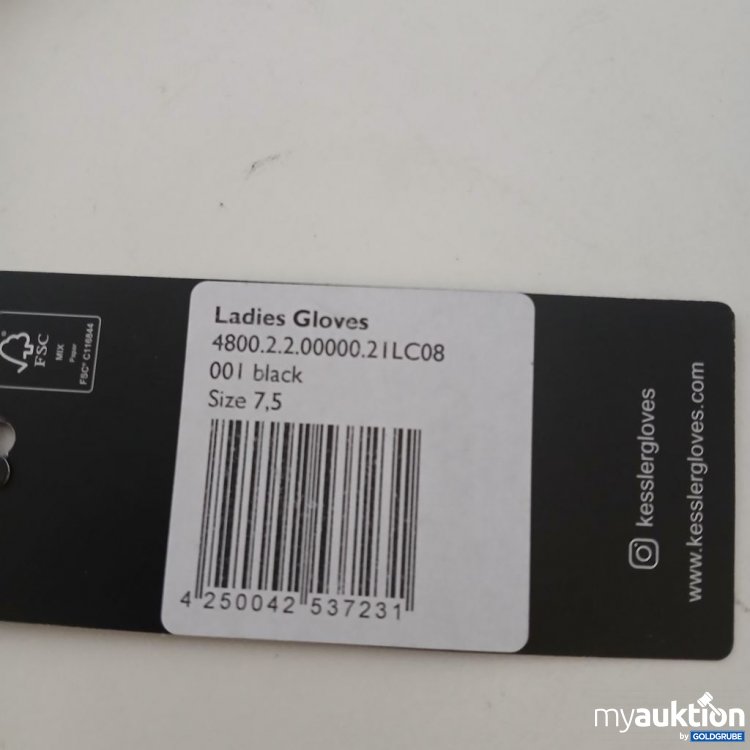 FSC
MIX
Paper
FSC® C116844
Ladies Gloves
4800.2.2.00000.21LC08
001 black
Size 7,5
4 250042 537231
kesslergloves
www.kesslergloves.com
myauktion
by GOLDGRUBE